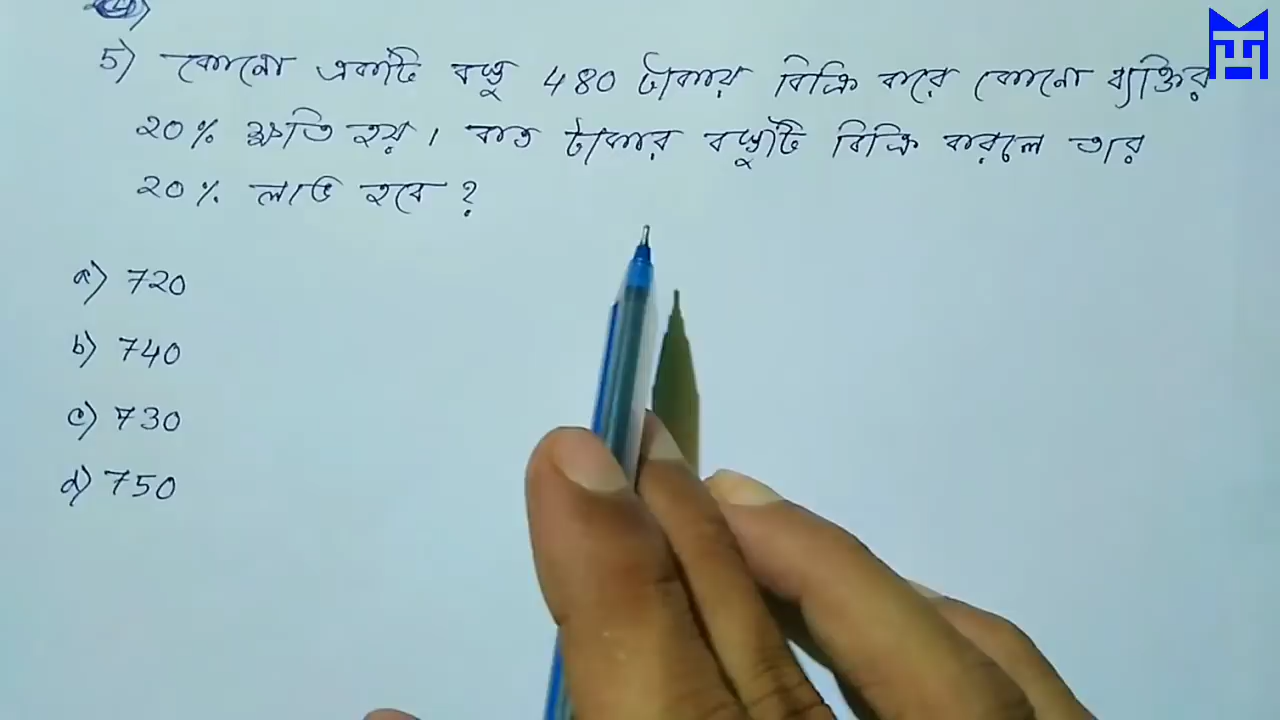 5) কোনো একটি বস্তু 480 টাকায় বিক্রি করে কোনো ব্যক্তির
20% ক্ষতি হয়। কত টাকায় বস্তুটি বিক্রি করলে তার
20% লাভ হবে?
a) 720
b) 740
c) 730
d) 750